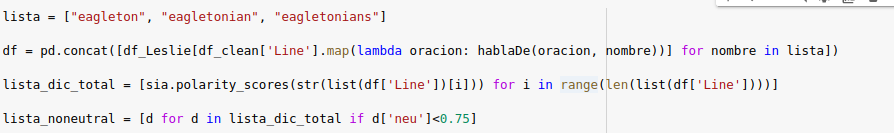 lista = ["eagleton", "eagletonian", "eagletonians"]
df = pd.concat([df_Leslie[df_clean['Line'].map(lambda oracion: hablaDe(oracion, nombre))] for nombre in lista])
lista_dic_total = [sia.polarity_scores(str(list(df['Line'])[i])) for i in range(len(list(df['Line'])))]
lista_noneutral = [d for d in lista_dic_total if d['neu']<0.75]